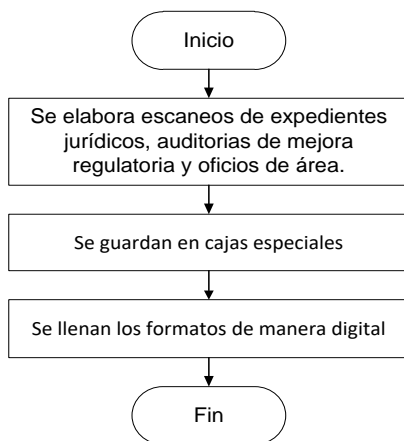 Inicio
Se elabora escaneos de expedientes
jurídicos, auditorias de mejora
regulatoria y oficios de área.
Se guardan en cajas especiales
Se llenan los formatos de manera digital
Fin